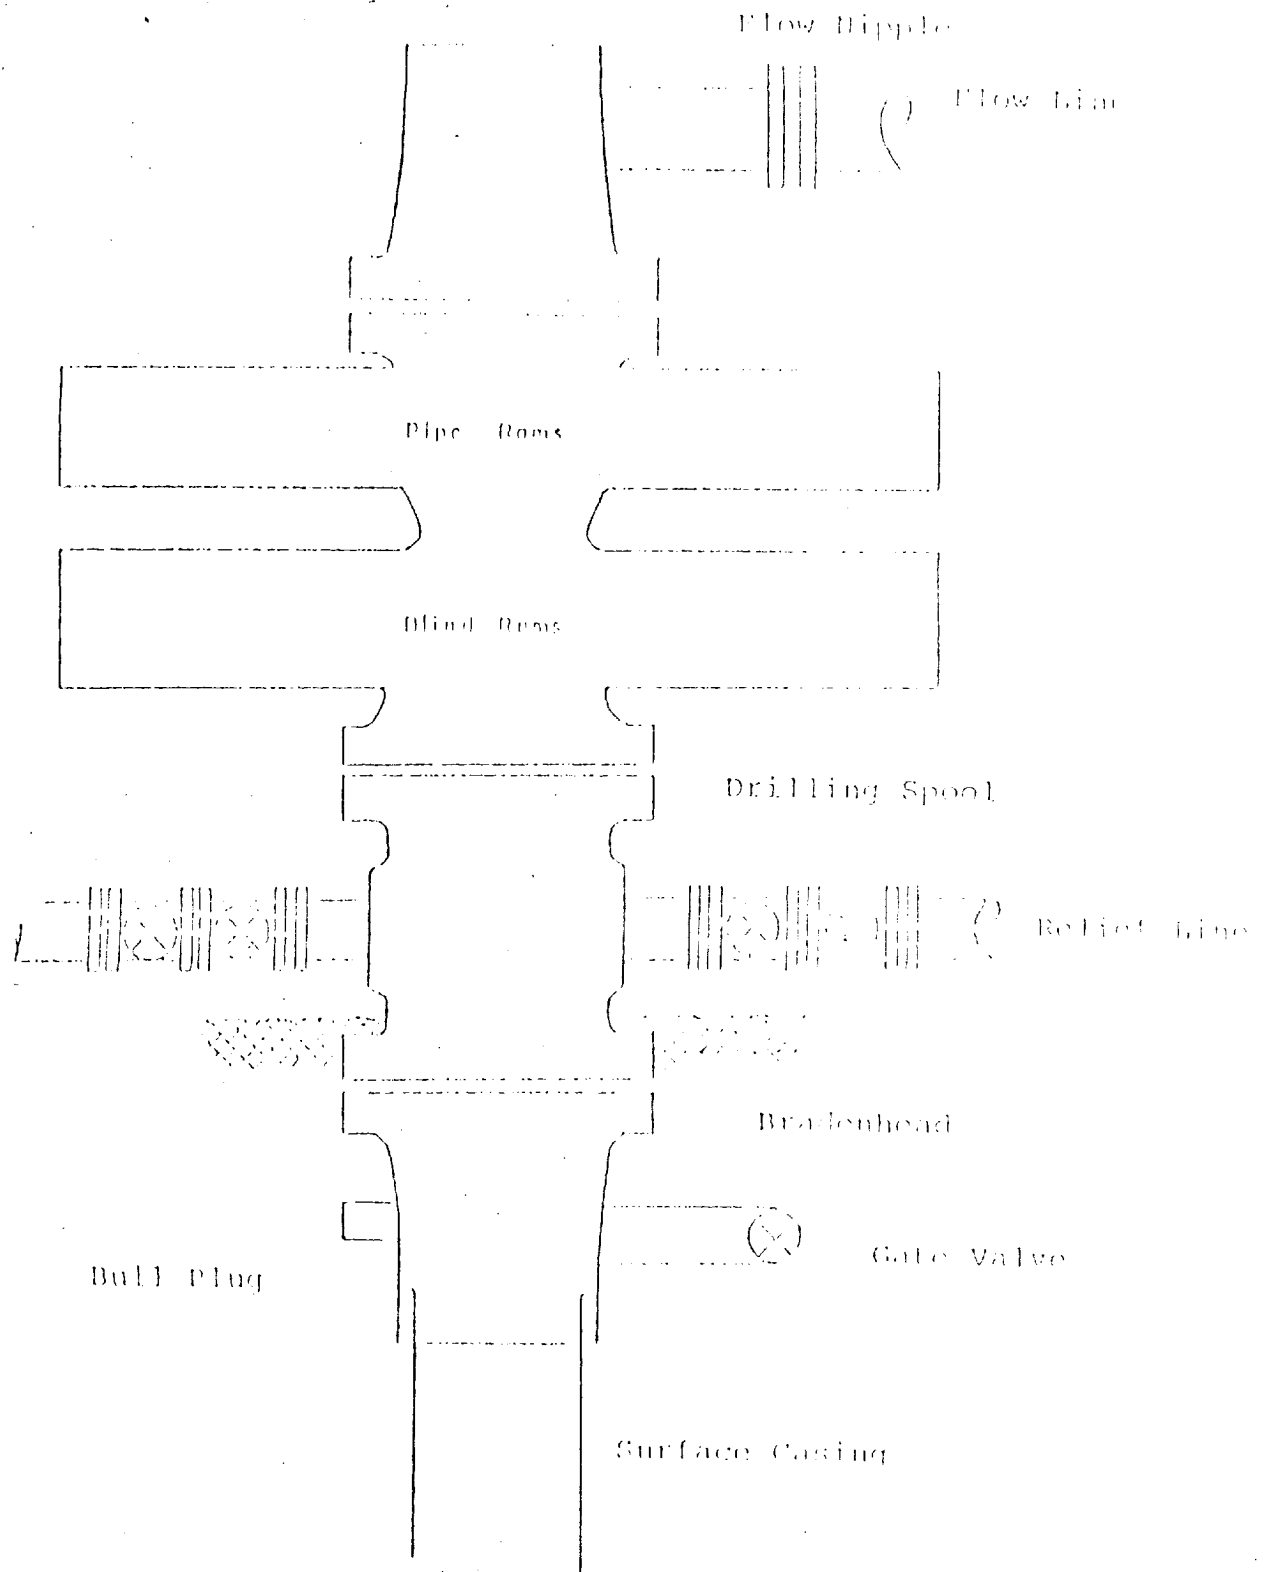 Flow Nipple
Flow Line
Pipe Rams
Blind Rams
Drilling Spool
Relief Line
Bradenhead
Gate Valve
Bull Plug
Surface Casing